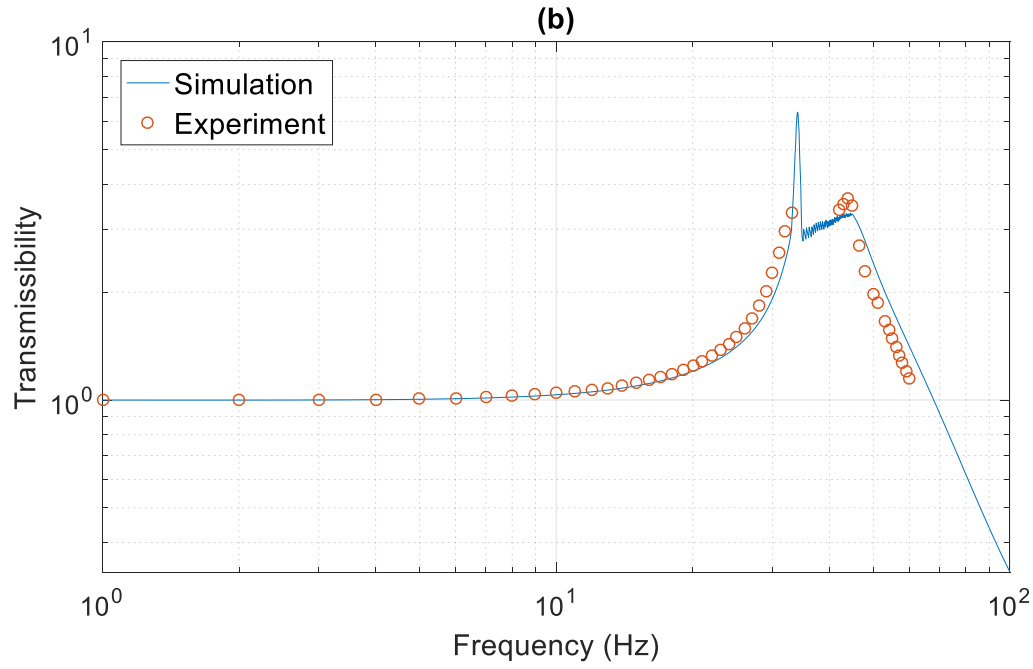 (b)
10^1
Simulation
Experiment
Transmissibility
10^0
10^0
10^1
10^2
Frequency (Hz)